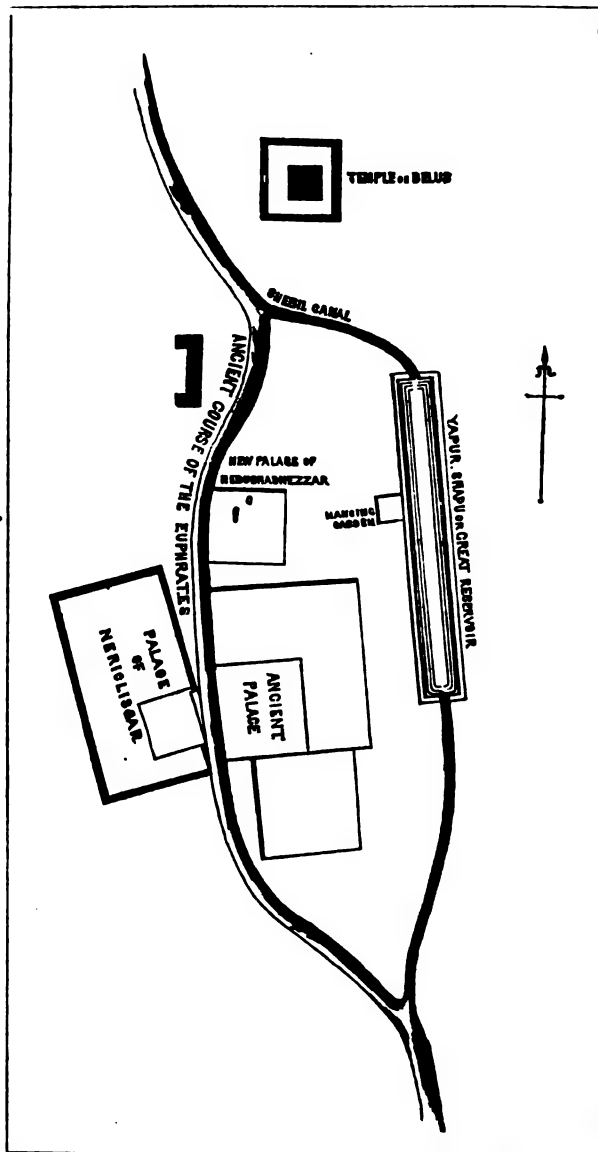 TEMPLE OF BELUS
SHEBIL CANAL
ANCIENT COURSE OF THE EUPHRATES
NEW PALACE OF
NEBUCHADNEZZAR
HANGING
GARDEN
YAPUR. SHAPU OR GREAT RESERVOIR
PALACE
OF
NERIGLISSAR
ANCIENT
PALACE
N